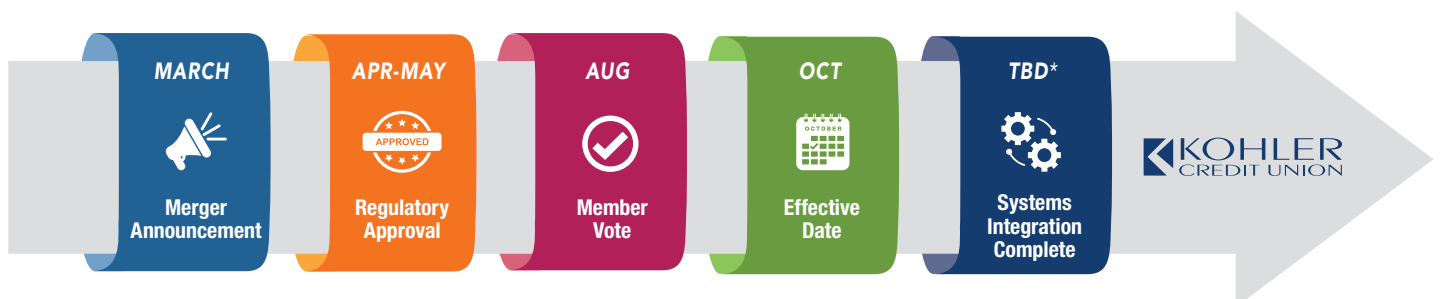 MARCH
APPROVED
Merger
Announcement
APR-MAY
Regulatory
Approval
AUG
Member
Vote
OCT
OCTOBER
Effective
Date
TBD*
Systems
Integration
Complete
KOHLER
CREDIT UNION